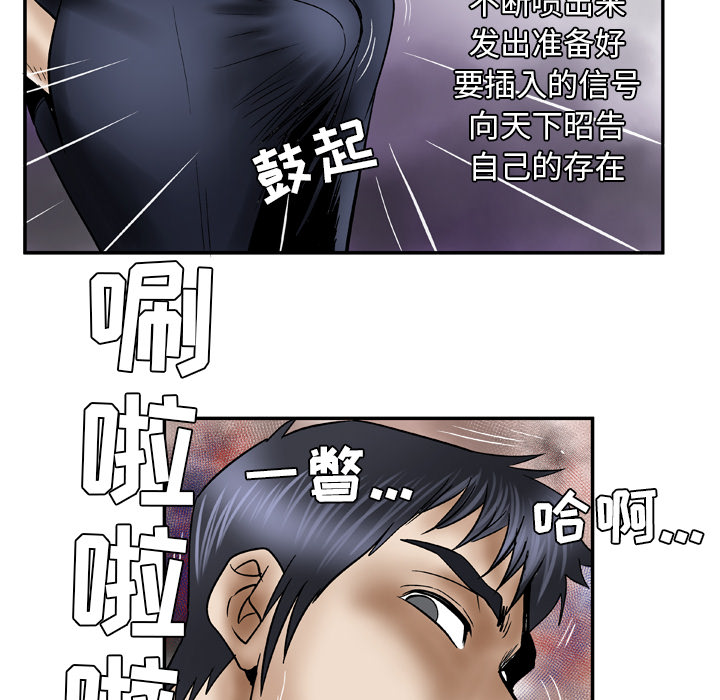 不断喷出来
发出准备好
要插入的信号
向天下昭告
自己的存在
鼓起
唰
啦
啦
啦
一瞥...
哈啊...